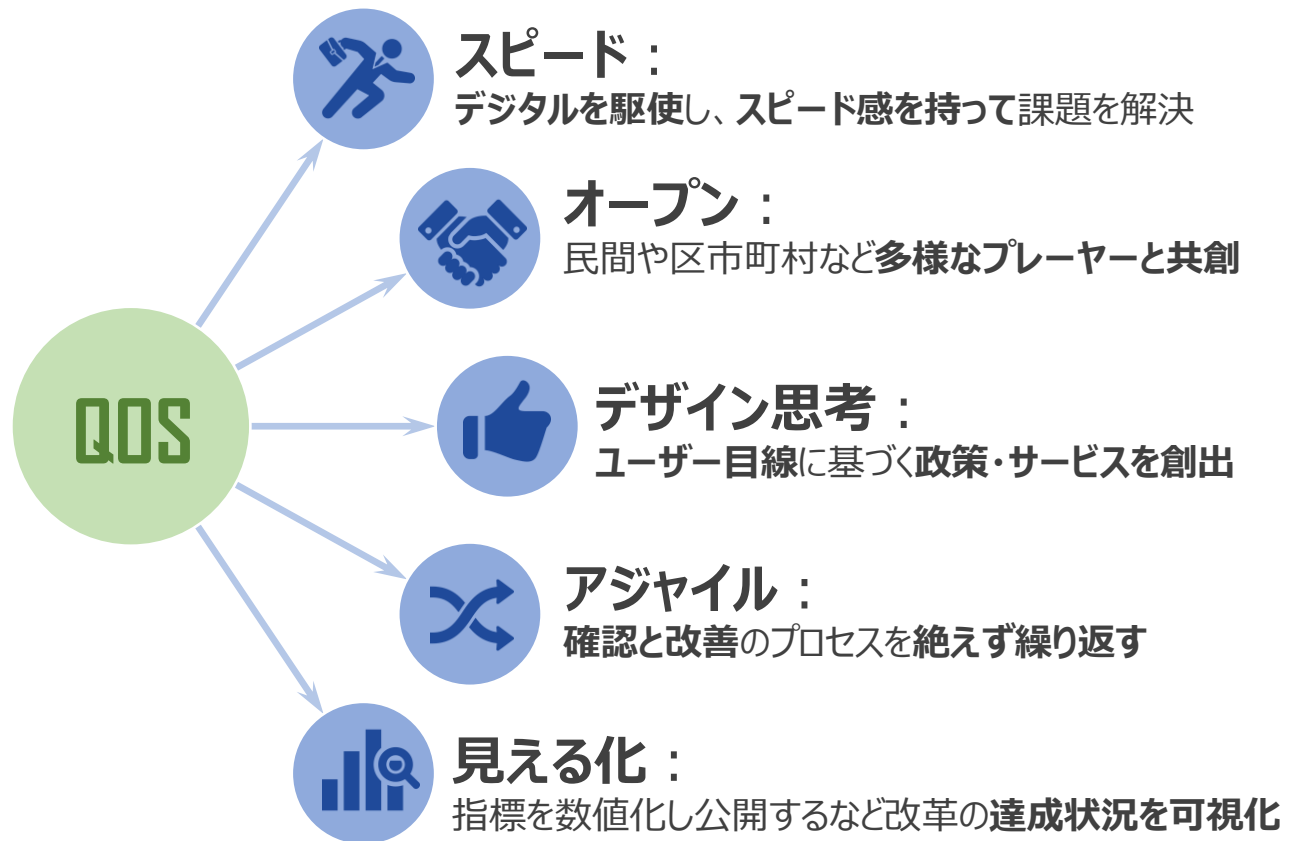 スピード：
デジタルを駆使し、スピード感を持って課題を解決
オープン：
民間や区市町村など多様なプレーヤーと共創
QOS
デザイン思考：
ユーザー目線に基づく政策・サービスを創出
アジャイル：
確認と改善のプロセスを絶えず繰り返す
見える化：
指標を数値化し公開するなど改革の達成状況を可視化